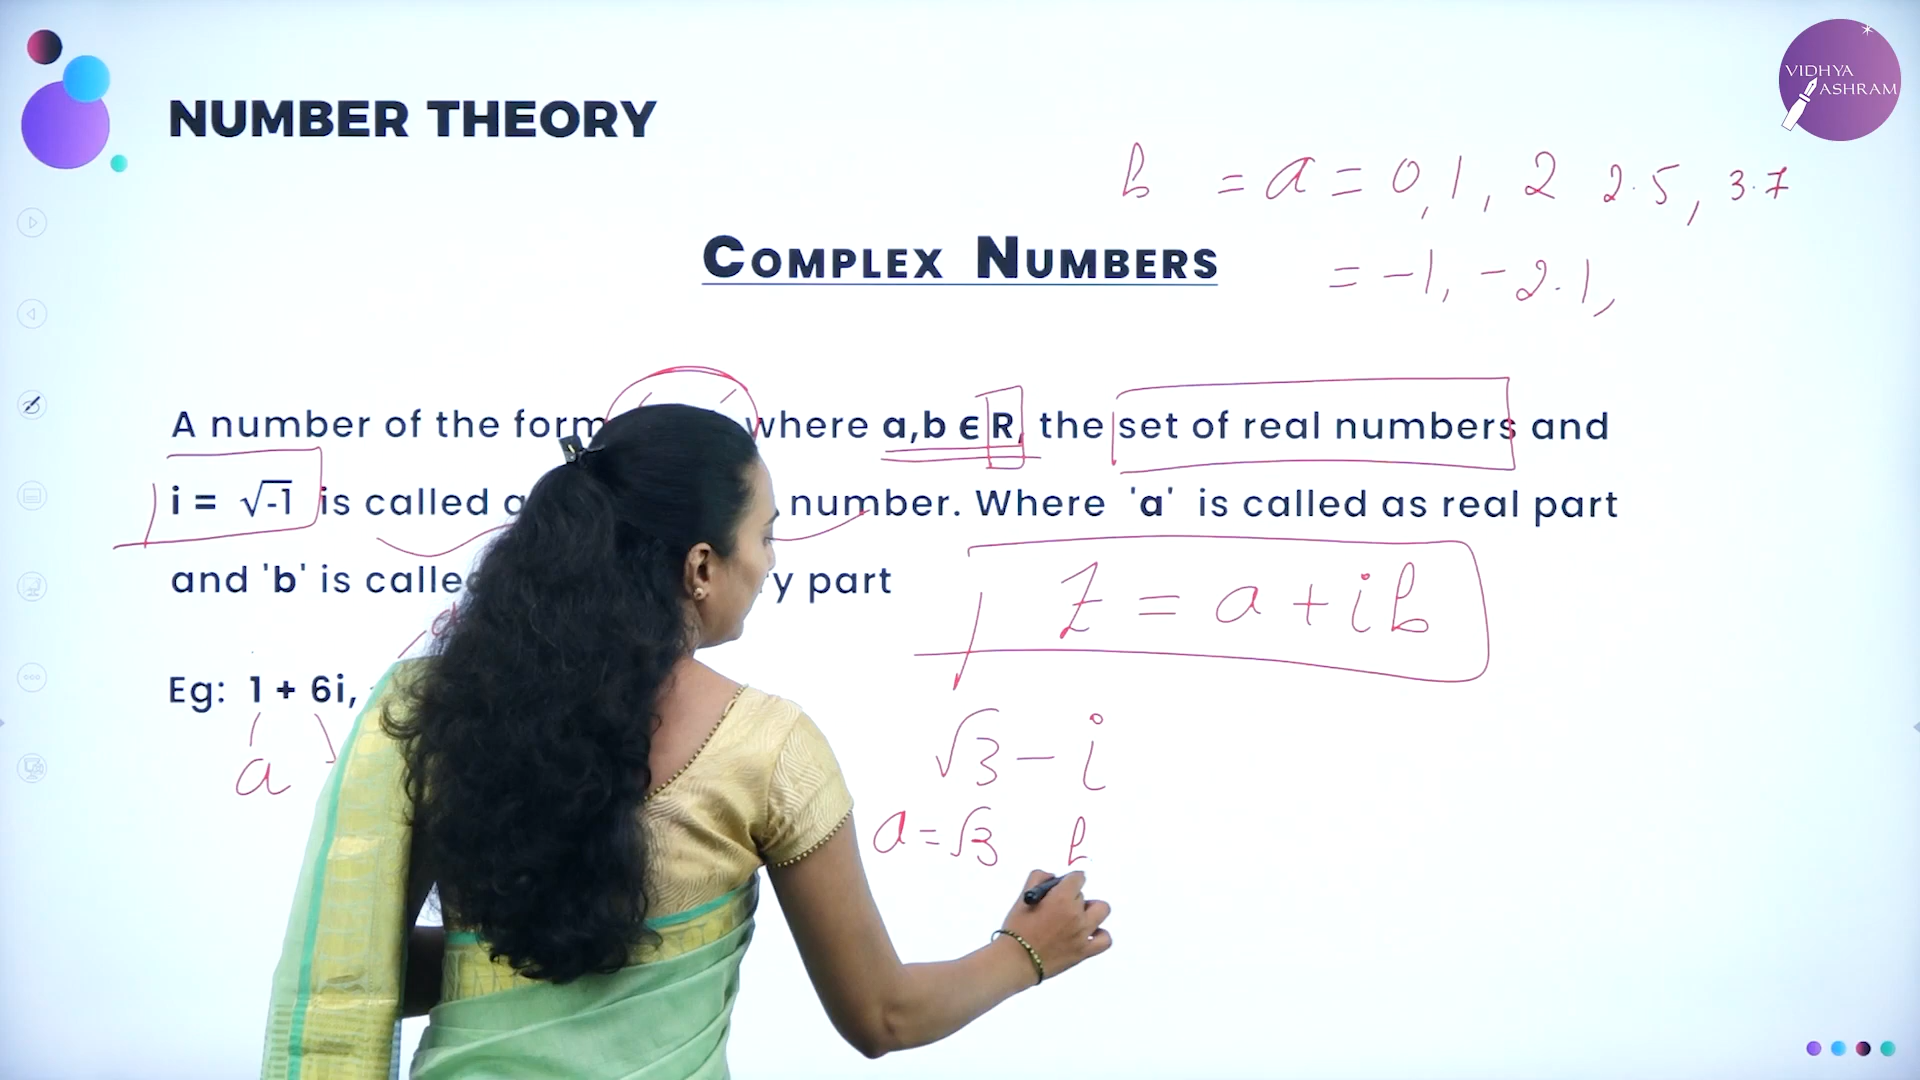 NUMBER THEORY
VIDHYA
ASHRAM
b = a = 0, 1, 2 2.5, 3.7
= -1, -2.1,
COMPLEX NUMBERS
A number of the form where a,b ϵ R, the set of real numbers and
i = √-1 is called number. Where 'a' is called as real part
and 'b' is part
Z = a + ib
Eg: 1 + 6i,
a
√3 - i
a = √3 b